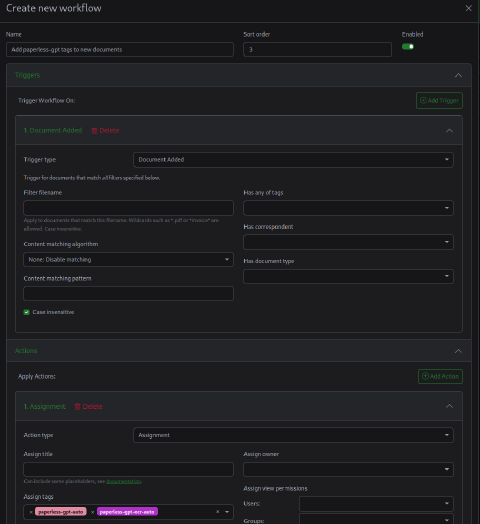 Create new workflow
Name
Sort order
Enabled
Add paperless-gpt tags to new documents
3
Triggers
Trigger Workflow On:
Add Trigger
1. Document Added
Delete
Trigger type
Document Added
Trigger for documents that match all filters specified below.
Filter filename
Has any of tags
Apply to documents that match this filename. Wildcards such as *.pdf or *invoice* are
allowed. Case insensitive.
Has correspondent
Content matching algorithm
None: Disable matching
Has document type
Content matching pattern
Case insensitive
Actions
Apply Actions:
Add Action
1. Assignment
Delete
Action type
Assignment
Assign title
Assign owner
Can include some placeholders, see documentation.
Assign tags
Assign view permissions
paperless-gpt-auto
paperless-gpt-ocr-auto
Users:
Groups: